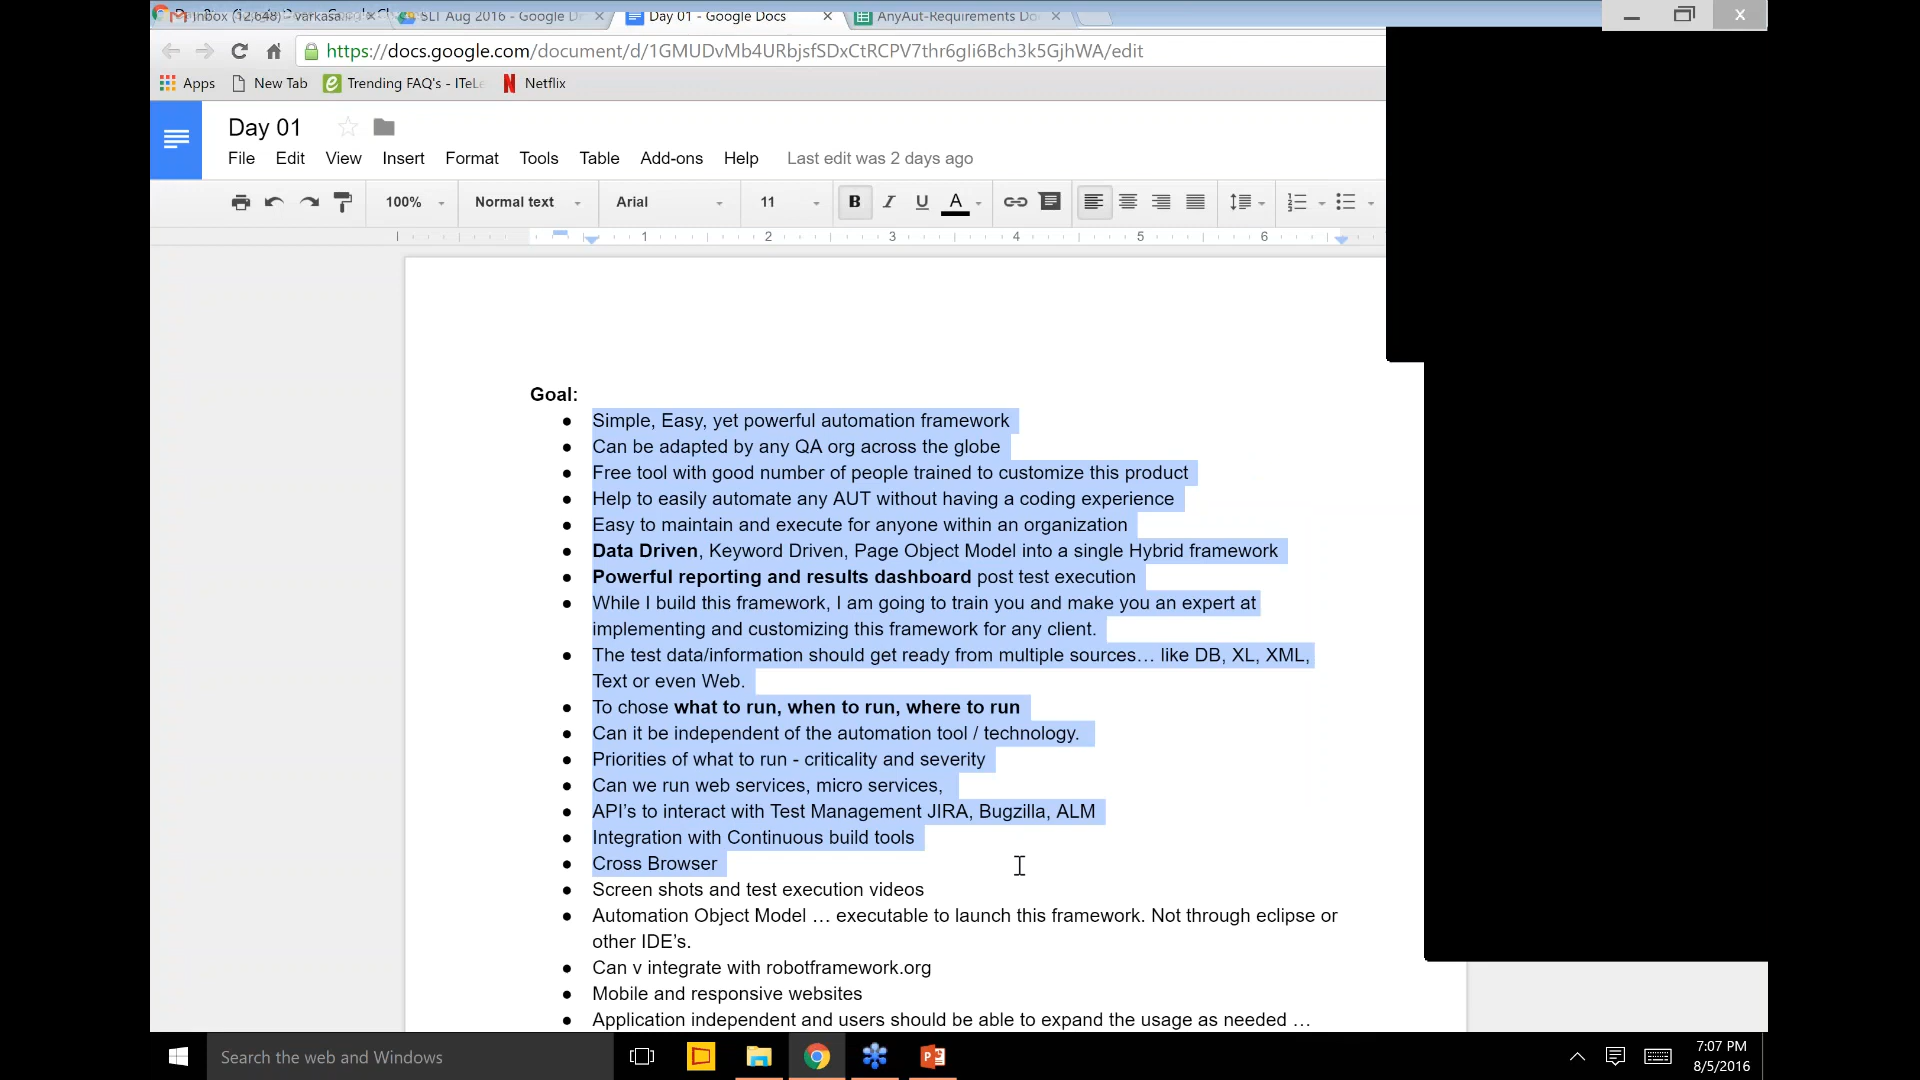 Inbox (12,648) - varkasa
SLT Aug 2016 - Google Dr
Day 01 - Google Docs
AnyAut-Requirements Do
https://docs.google.com/document/d/1GMUDvMb4URbjsfSDxCtRCPV7thr6gIi6Bch3k5GjhWA/edit
Apps
New Tab
Trending FAQ's - ITeLe
Netflix
Day 01
File Edit View Insert Format Tools Table Add-ons Help Last edit was 2 days ago
100% Normal text Arial 11 B I U A
1 2 3 4 5 6
Goal:
● Simple, Easy, yet powerful automation framework
● Can be adapted by any QA org across the globe
● Free tool with good number of people trained to customize this product
● Help to easily automate any AUT without having a coding experience
● Easy to maintain and execute for anyone within an organization
● Data Driven, Keyword Driven, Page Object Model into a single Hybrid framework
● Powerful reporting and results dashboard post test execution
● While I build this framework, I am going to train you and make you an expert at
implementing and customizing this framework for any client.
● The test data/information should get ready from multiple sources… like DB, XL, XML,
Text or even Web.
● To chose what to run, when to run, where to run
● Can it be independent of the automation tool / technology.
● Priorities of what to run - criticality and severity
● Can we run web services, micro services,
● API’s to interact with Test Management JIRA, Bugzilla, ALM
● Integration with Continuous build tools
● Cross Browser
● Screen shots and test execution videos
● Automation Object Model … executable to launch this framework. Not through eclipse or
other IDE’s.
● Can v integrate with robotframework.org
● Mobile and responsive websites
● Application independent and users should be able to expand the usage as needed …
Search the web and Windows
7:07 PM
8/5/2016